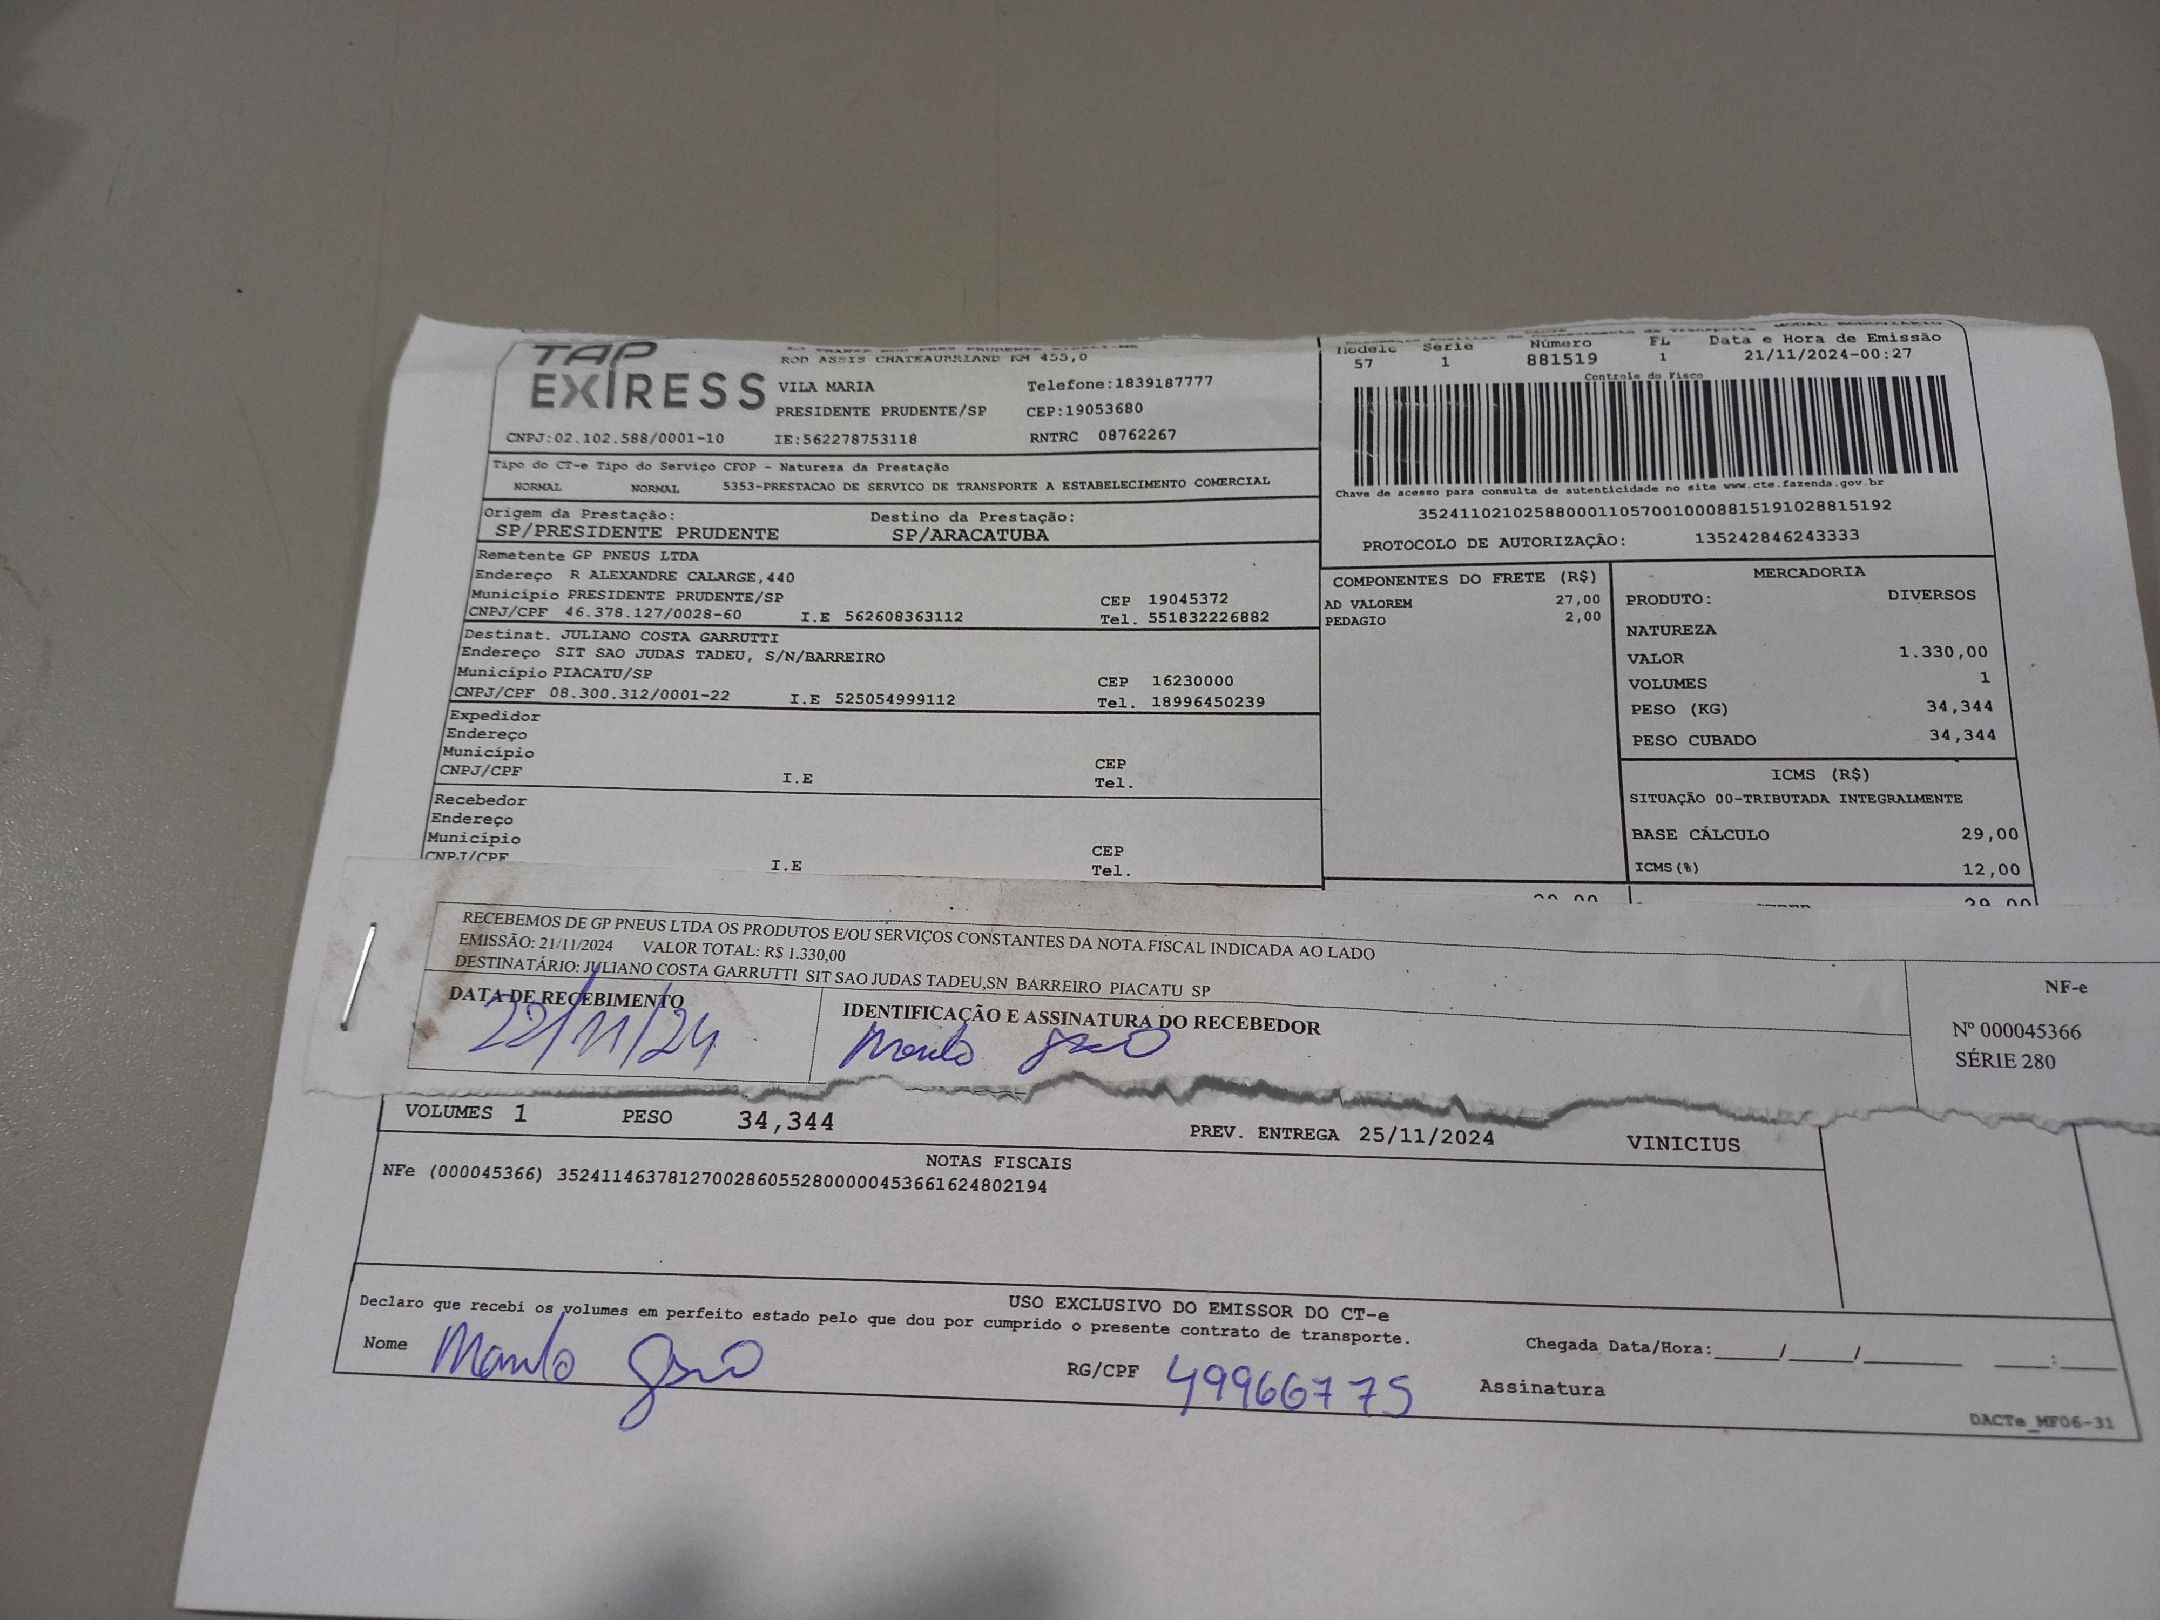 TAP
EXIRESS
ROD ASSIS CHATEAUBRIAND KM 455,0
VILA MARIA Telefone:1839187777
PRESIDENTE PRUDENTE/SP CEP:19053680
CNPJ:02.102.588/0001-10 IE:562278753118 RNTRC 08762267
Modelo Série Número FL Data e Hora de Emissão
57 1 881519 1 21/11/2024-00:27
Controle do Fisco
Chave de acesso para consulta de autenticidade no site www.cte.fazenda.gov.br
35241102102588000110570010008815191028815192
PROTOCOLO DE AUTORIZAÇÂO: 135242846243333
Tipo do CT-e Tipo do Serviço CFOP - Natureza da Prestação
NORMAL NORMAL 5353-PRESTACAO DE SERVICO DE TRANSPORTE A ESTABELECIMENTO COMERCIAL
Origem da Prestação: Destino da Prestação:
SP/PRESIDENTE PRUDENTE SP/ARACATUBA
Remetente GP PNEUS LTDA
Endereço R ALEXANDRE CALARGE,440
Município PRESIDENTE PRUDENTE/SP CEP 19045372
CNPJ/CPF 46.378.127/0028-60 I.E 562608363112 Tel. 551832226882
Destinat. JULIANO COSTA GARRUTTI
Endereço SIT SAO JUDAS TADEU, S/N/BARREIRO
Município PIACATU/SP CEP 16230000
CNPJ/CPF 08.300.312/0001-22 I.E 525054999112 Tel. 18996450239
Expedidor
Endereço
Município CEP
CNPJ/CPF I.E Tel.
Recebedor
Endereço
Município CEP
CNPJ/CPF I.E Tel.
COMPONENTES DO FRETE (R$)
AD VALOREM 27,00
PEDAGIO 2,00
MERCADORIA
PRODUTO: DIVERSOS
NATUREZA
VALOR 1.330,00
VOLUMES 1
PESO (KG) 34,344
PESO CUBADO 34,344
ICMS (R$)
SITUAÇÃO 00-TRIBUTADA INTEGRALMENTE
BASE CÁLCULO 29,00
ICMS(%) 12,00
RECEBEMOS DE GP PNEUS LTDA OS PRODUTOS E/OU SERVIÇOS CONSTANTES DA NOTA FISCAL INDICADA AO LADO
EMISSÃO: 21/11/2024 VALOR TOTAL: R$ 1.330,00
DESTINATÁRIO: JULIANO COSTA GARRUTTI SIT SAO JUDAS TADEU,SN BARREIRO PIACATU SP
DATA DE RECEBIMENTO IDENTIFICAÇÃO E ASSINATURA DO RECEBEDOR
22/11/24
NF-e
Nº 000045366
SÉRIE 280
VOLUMES 1 PESO 34,344 PREV. ENTREGA 25/11/2024 VINICIUS
NOTAS FISCAIS
NFe (000045366) 35241146378127002860552800000453661624802194
USO EXCLUSIVO DO EMISSOR DO CT-e
Declaro que recebi os volumes em perfeito estado pelo que dou por cumprido o presente contrato de transporte.
Nome RG/CPF 49966775
Chegada Data/Hora:____/____/________ ____:____
Assinatura
DACTe_MF06-31